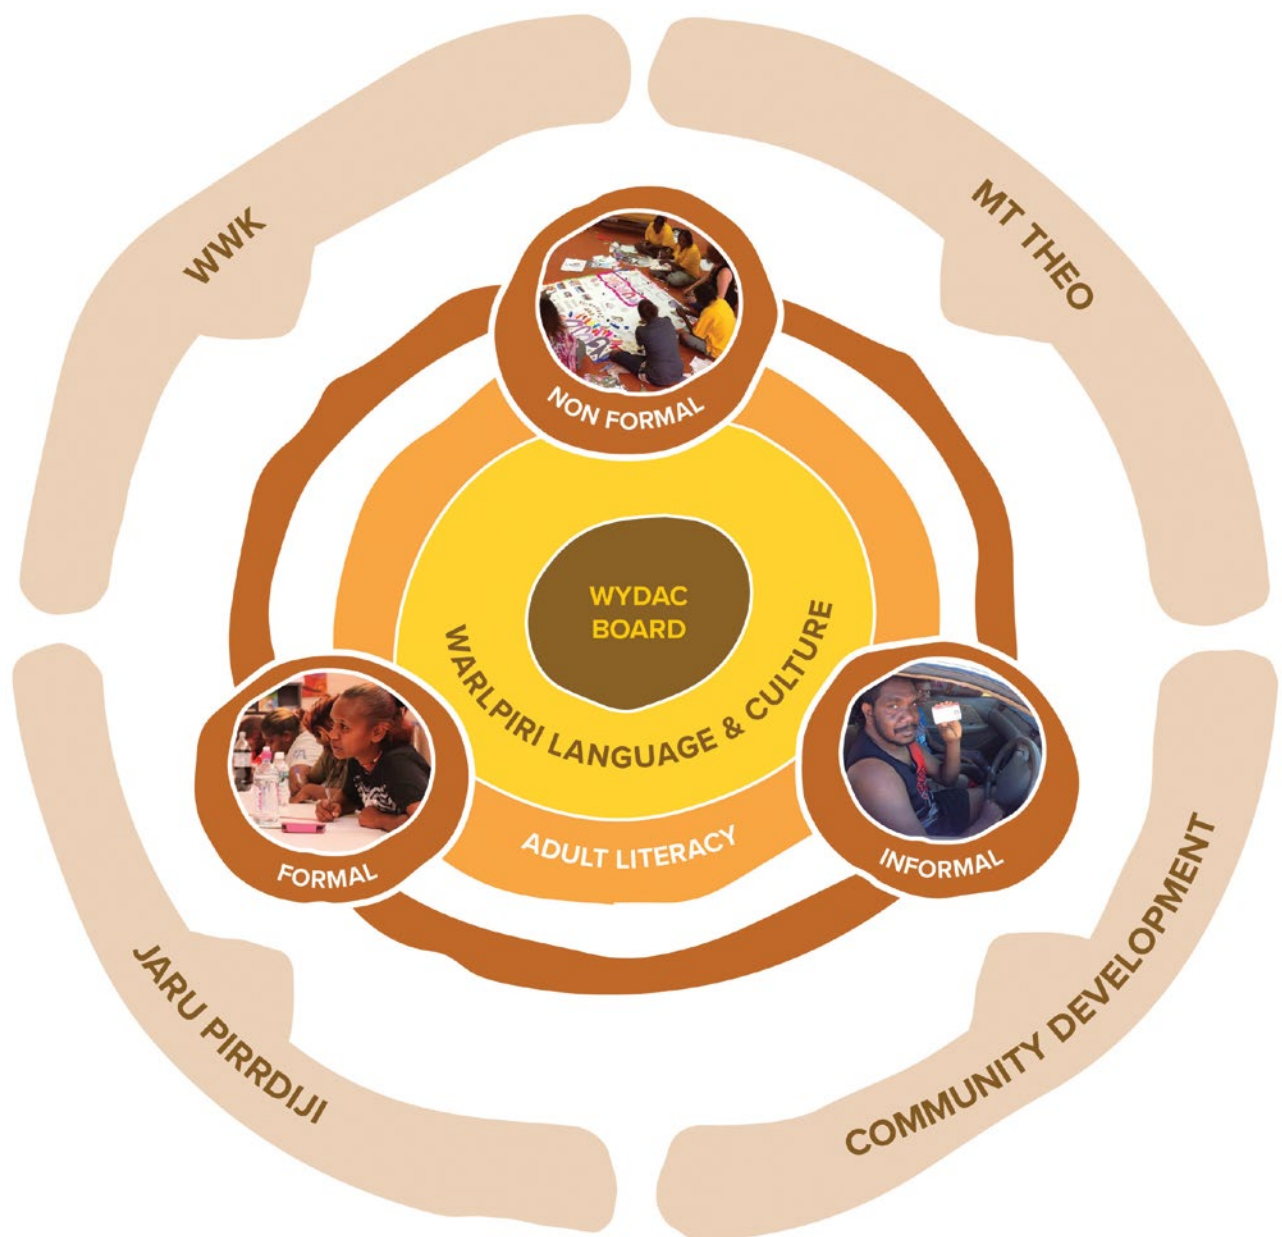 WWK
MT THEO
NON FORMAL
WYDAC
BOARD
WARLPIRI LANGUAGE & CULTURE
ADULT LITERACY
FORMAL
INFORMAL
JARU PIRRDIJI
COMMUNITY DEVELOPMENT